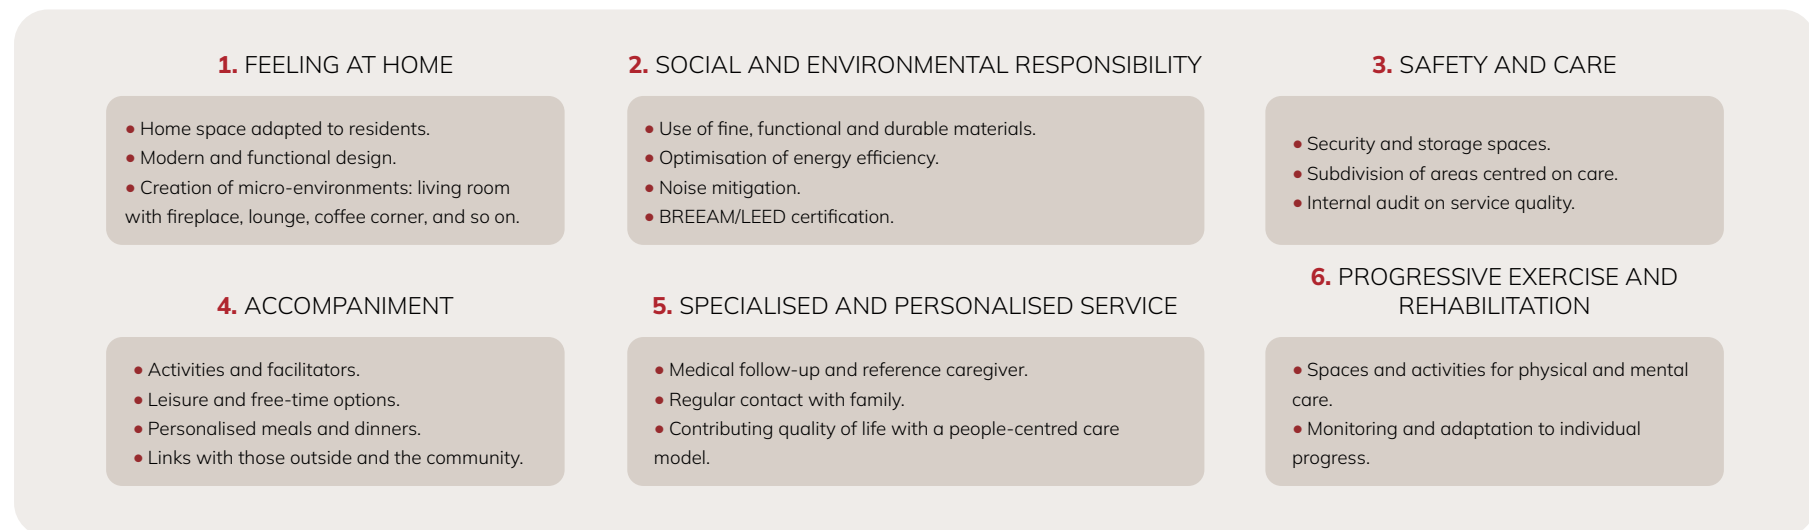 1. FEELING AT HOME
● Home space adapted to residents.
● Modern and functional design.
● Creation of micro-environments: living room
with fireplace, lounge, coffee corner, and so on.
2. SOCIAL AND ENVIRONMENTAL RESPONSIBILITY
● Use of fine, functional and durable materials.
● Optimisation of energy efficiency.
● Noise mitigation.
● BREEAM/LEED certification.
3. SAFETY AND CARE
● Security and storage spaces.
● Subdivision of areas centred on care.
● Internal audit on service quality.
4. ACCOMPANIMENT
● Activities and facilitators.
● Leisure and free-time options.
● Personalised meals and dinners.
● Links with those outside and the community.
5. SPECIALISED AND PERSONALISED SERVICE
● Medical follow-up and reference caregiver.
● Regular contact with family.
● Contributing quality of life with a people-centred care
model.
6. PROGRESSIVE EXERCISE AND
REHABILITATION
● Spaces and activities for physical and mental
care.
● Monitoring and adaptation to individual
progress.